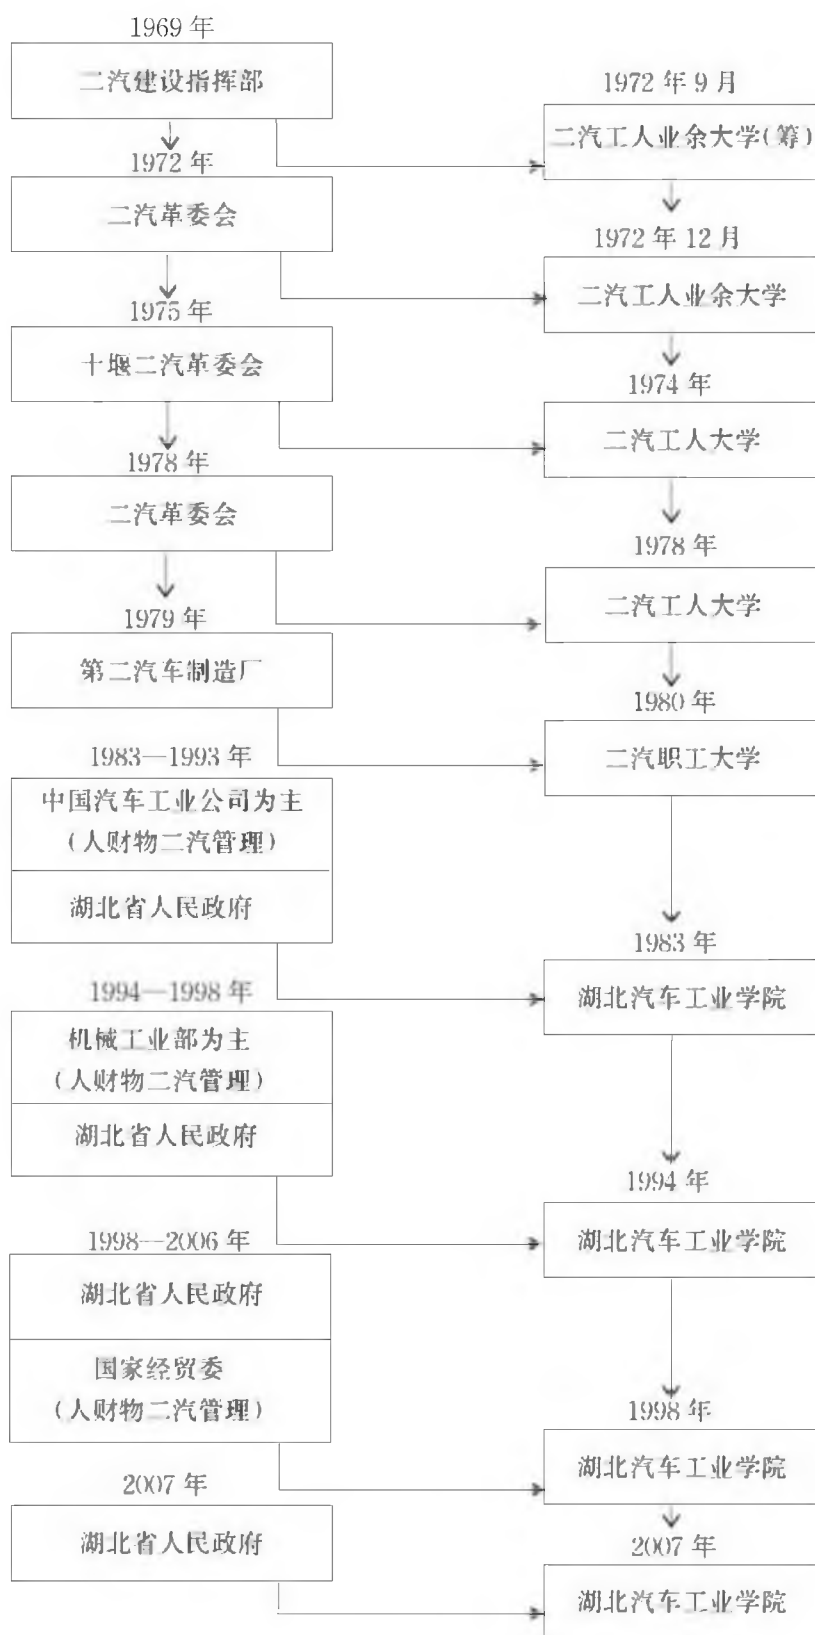 1969 年
二汽建设指挥部
1972 年
二汽革委会
1975 年
十堰二汽革委会
1978 年
二汽革委会
1979 年
第二汽车制造厂
1983—1993 年
中国汽车工业公司为主
(人财物二汽管理)
湖北省人民政府
1994—1998 年
机械工业部为主
(人财物二汽管理)
湖北省人民政府
1998—2006 年
湖北省人民政府
国家经贸委
(人财物二汽管理)
2007 年
湖北省人民政府
1972 年 9 月
二汽工人业余大学(筹)
1972 年 12 月
二汽工人业余大学
1974 年
二汽工人大学
1978 年
二汽工人大学
1980 年
二汽职工大学
1983 年
湖北汽车工业学院
1994 年
湖北汽车工业学院
1998 年
湖北汽车工业学院
2007 年
湖北汽车工业学院